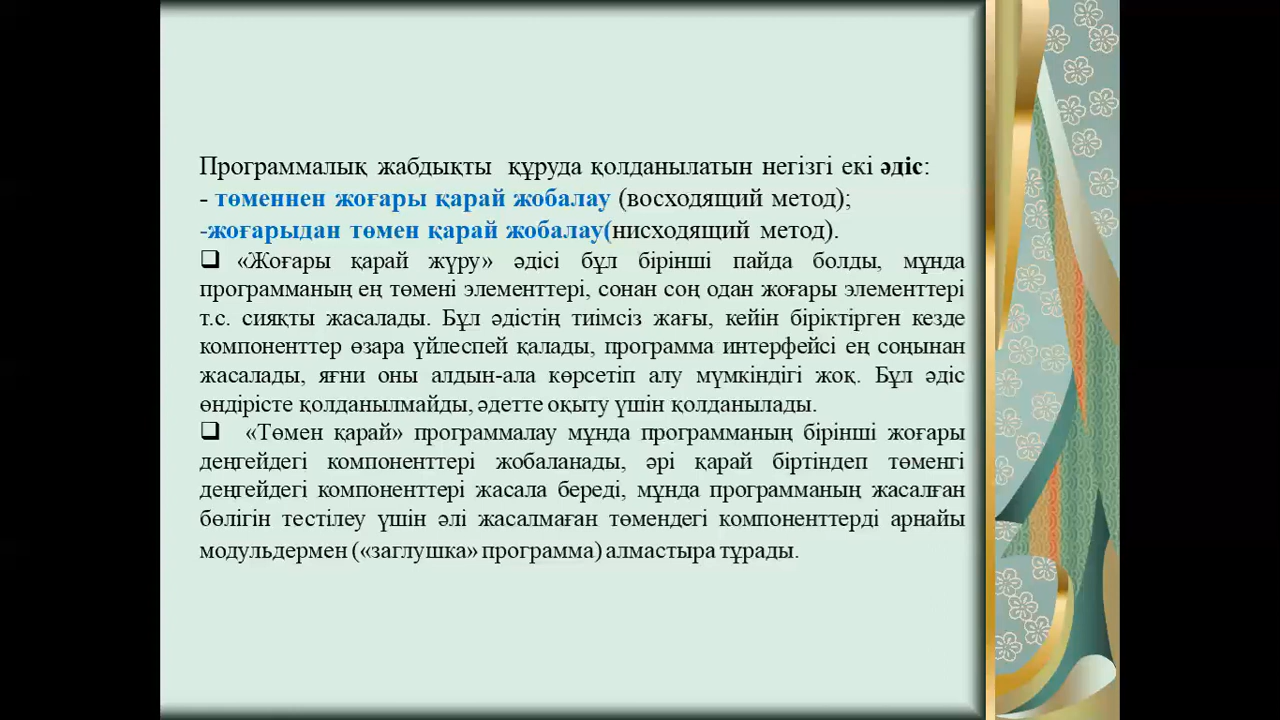 Программалық жабдықты құруда қолданылатын негізгі екі әдіс:
- төменнен жоғары қарай жобалау (восходящий метод);
-жоғарыдан төмен қарай жобалау(нисходящий метод).
❑ «Жоғары қарай жүру» әдісі бұл бірінші пайда болды, мұнда
программаның ең төмені элементтері, сонан соң одан жоғары элементтері
т.с. сияқты жасалады. Бұл әдістің тиімсіз жағы, кейін біріктірген кезде
компоненттер өзара үйлеспей қалады, программа интерфейсі ең соңынан
жасалады, яғни оны алдын-ала көрсетіп алу мүмкіндігі жоқ. Бұл әдіс
өндірісте қолданылмайды, әдетте оқыту үшін қолданылады.
❑ «Төмен қарай» программалау мұнда программаның бірінші жоғары
деңгейдегі компоненттері жобаланады, әрі қарай біртіндеп төменгі
деңгейдегі компоненттері жасала береді, мұнда программаның жасалған
бөлігін тестілеу үшін әлі жасалмаған төмендегі компоненттерді арнайы
модульдермен («заглушка» программа) алмастыра тұрады.